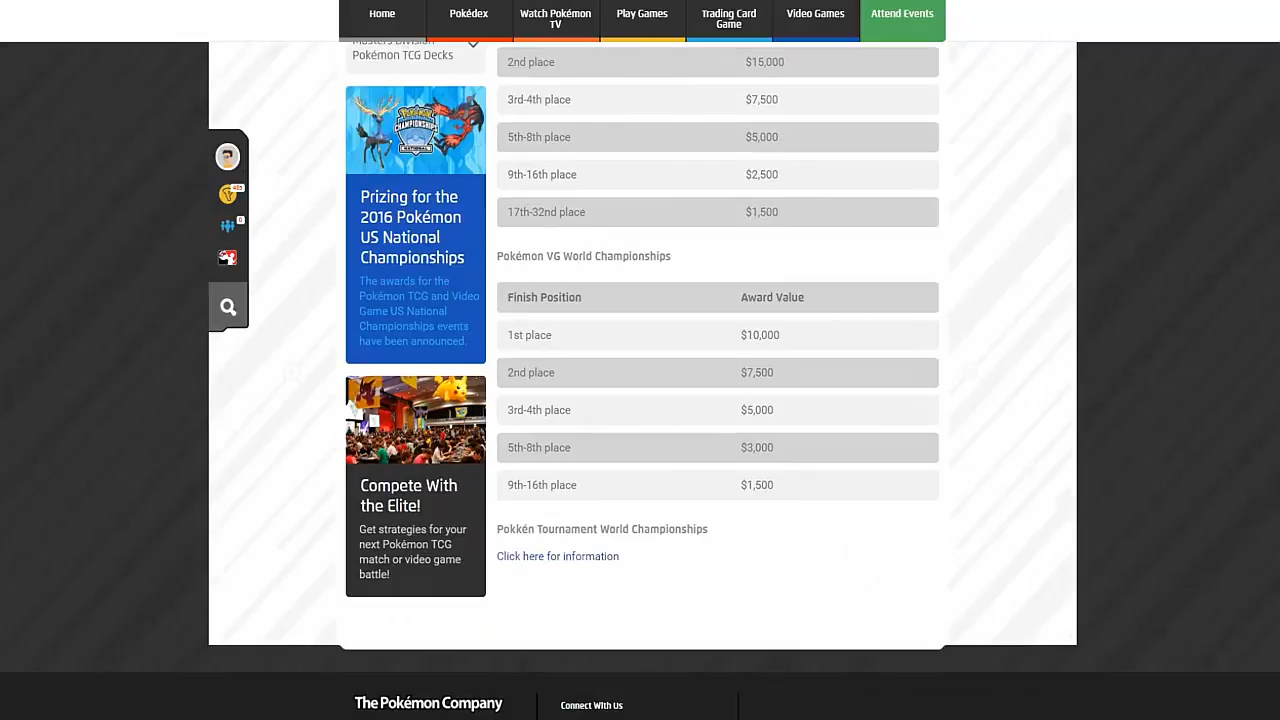 Home
Pokédex
Watch Pokémon TV
Play Games
Trading Card Game
Video Games
Attend Events
Masters Division
Pokémon TCG Decks
2nd place $15,000
3rd-4th place $7,500
5th-8th place $5,000
9th-16th place $2,500
17th-32nd place $1,500
Pokémon VG World Championships
Finish Position Award Value
1st place $10,000
2nd place $7,500
3rd-4th place $5,000
5th-8th place $3,000
9th-16th place $1,500
Pokkén Tournament World Championships
Click here for information
Prizing for the
2016 Pokémon
US National
Championships
The awards for the
Pokémon TCG and Video
Game US National
Championships events
have been announced.
Compete With
the Elite!
Get strategies for your
next Pokémon TCG
match or video game
battle!
The Pokémon Company
Connect With Us